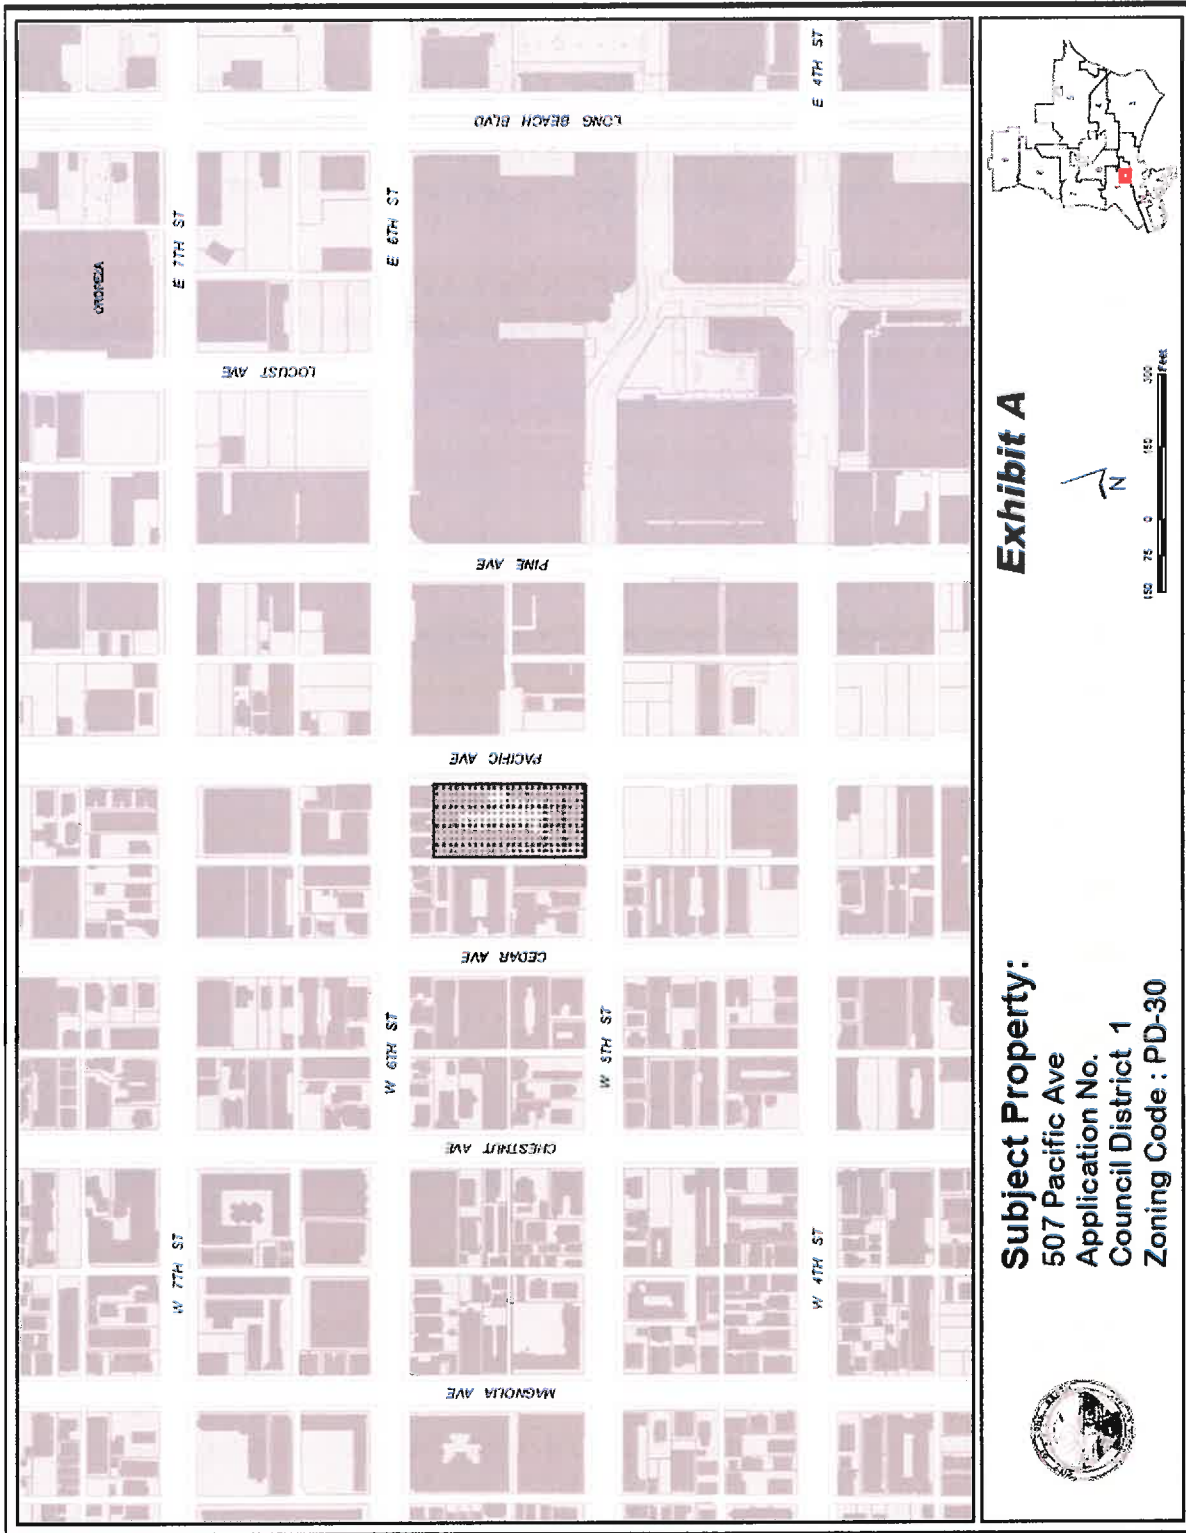 E 4TH ST
LONG BEACH BLVD
E 7TH ST
E 6TH ST
OROPEZA
LOCUST AVE
PINE AVE
PACIFIC AVE
CEDAR AVE
W 6TH ST
W 5TH ST
CHESTNUT AVE
W 7TH ST
W 4TH ST
MAGNOLIA AVE
Subject Property:
507 Pacific Ave
Application No.
Council District 1
Zoning Code : PD-30
Exhibit A
N
150 75 0 150 300
Feet